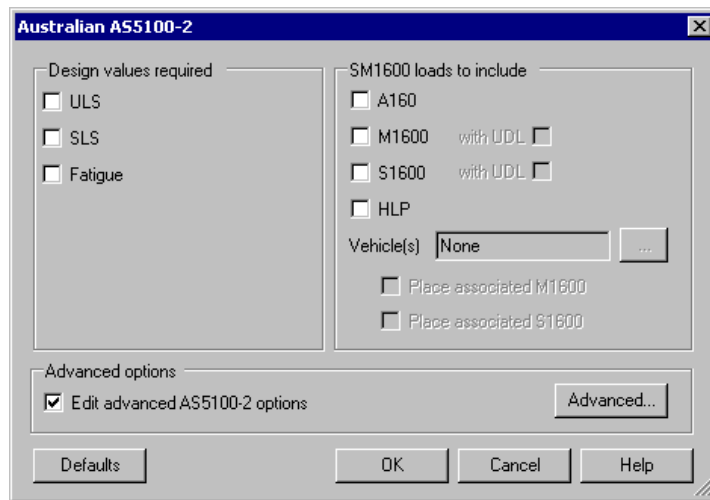 Australian AS5100-2
Design values required
ULS
SLS
Fatigue
SM1600 loads to include
A160
M1600 with UDL
S1600 with UDL
HLP
Vehicle(s) None ...
Place associated M1600
Place associated S1600
Advanced options
Edit advanced AS5100-2 options Advanced...
Defaults OK Cancel Help